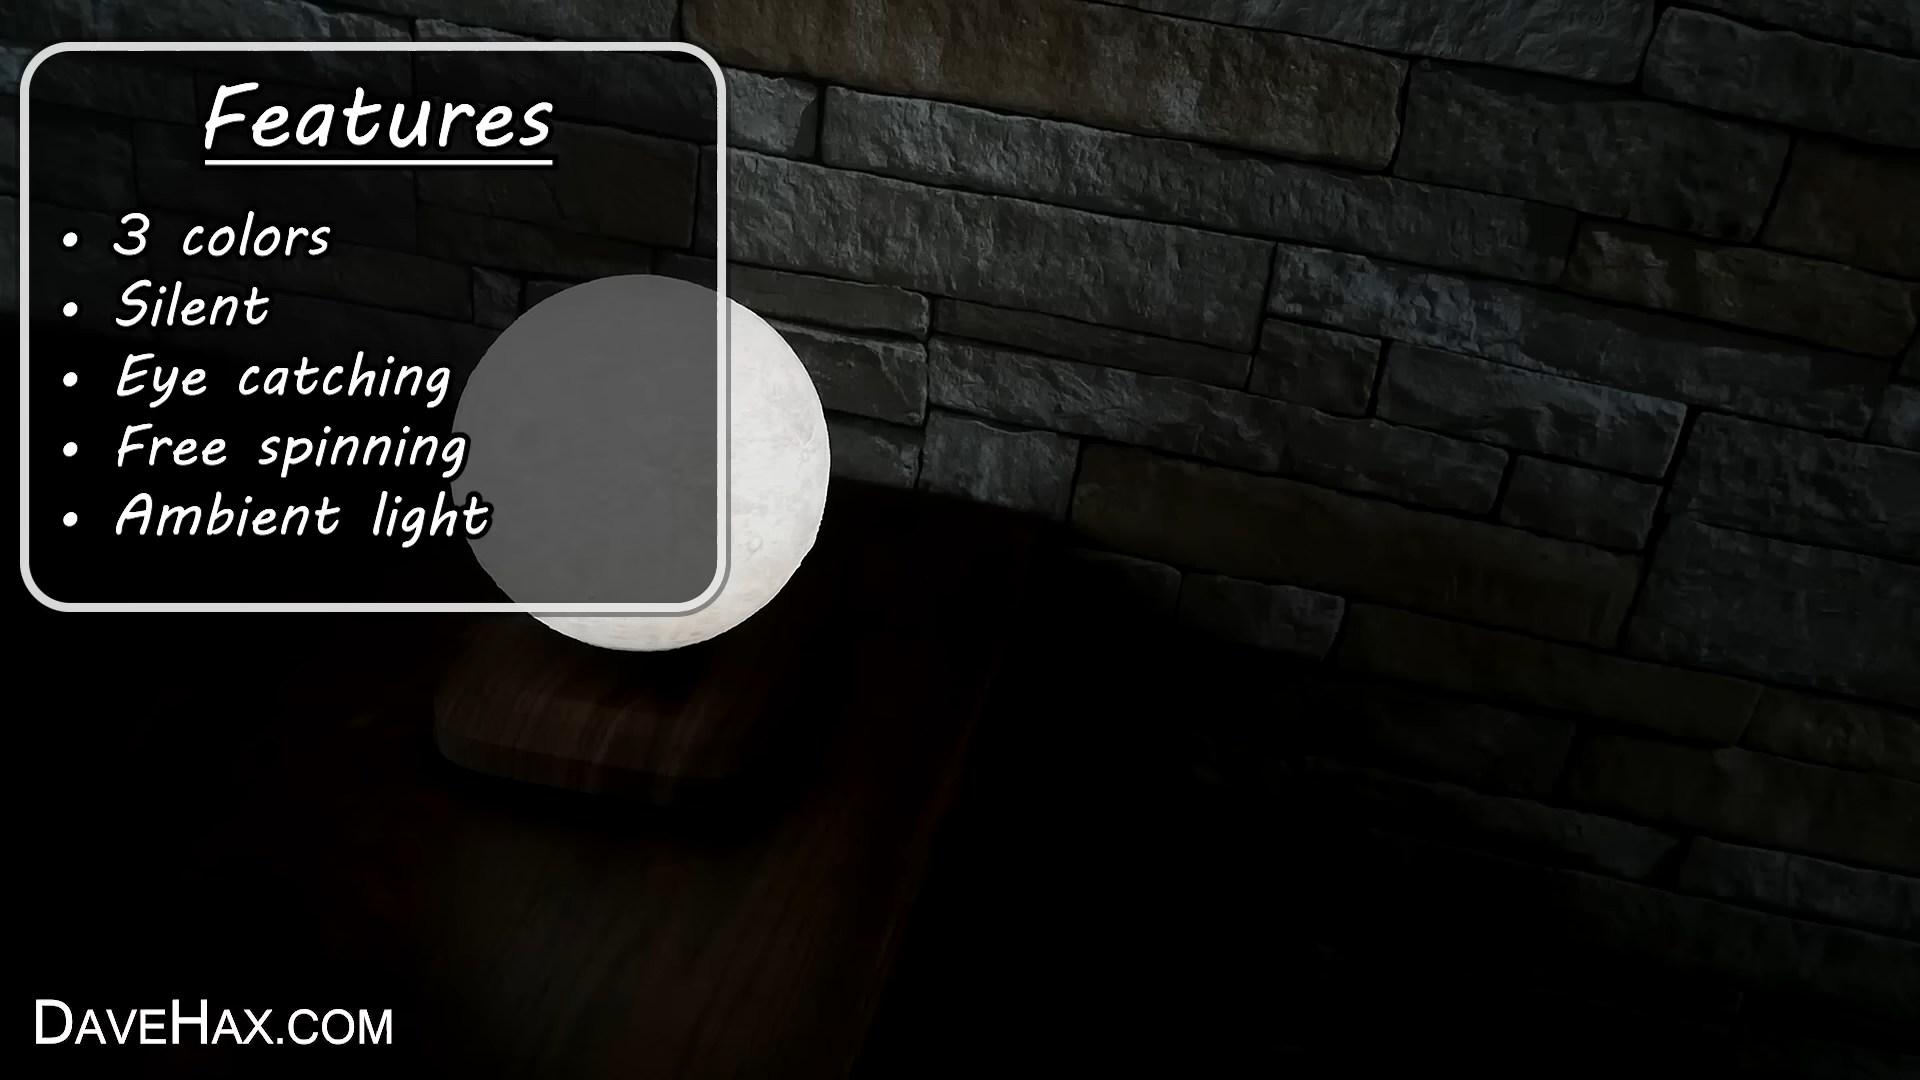 Features
• 3 colors
• Silent
• Eye catching
• Free spinning
• Ambient light
DAVEHAX.COM